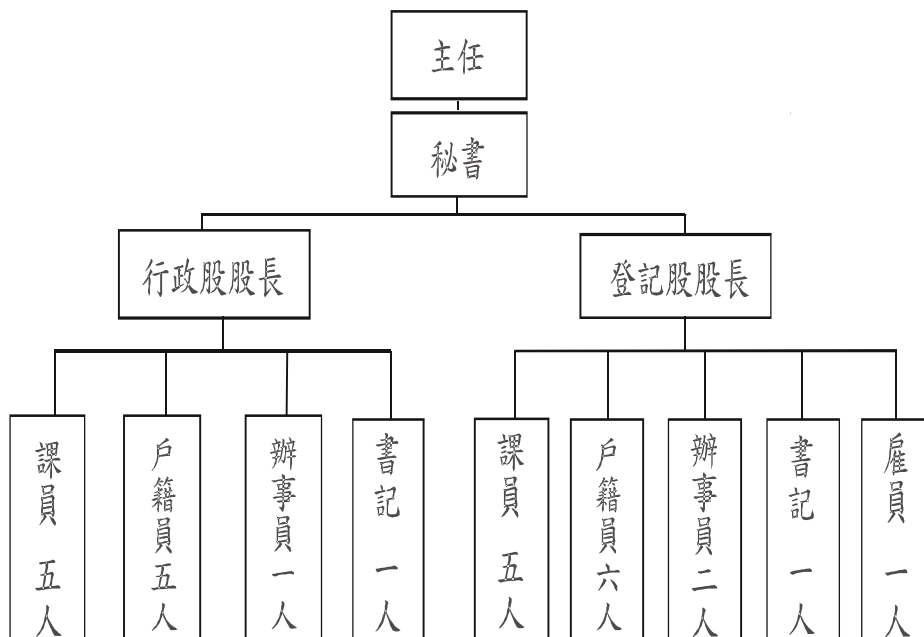 主任
秘書
行政股股長
登記股股長
課員 五人
戶籍員五人
辦事員一人
書記 一人
課員 五人
戶籍員六人
辦事員二人
書記 一人
雇員 一人